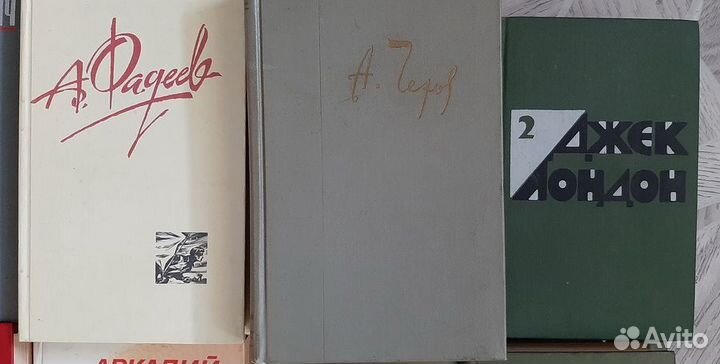 А. Фадеев
А. Чехов
2
ДЖЕК
ЛОНДОН
АРКАДИЙ
Avito